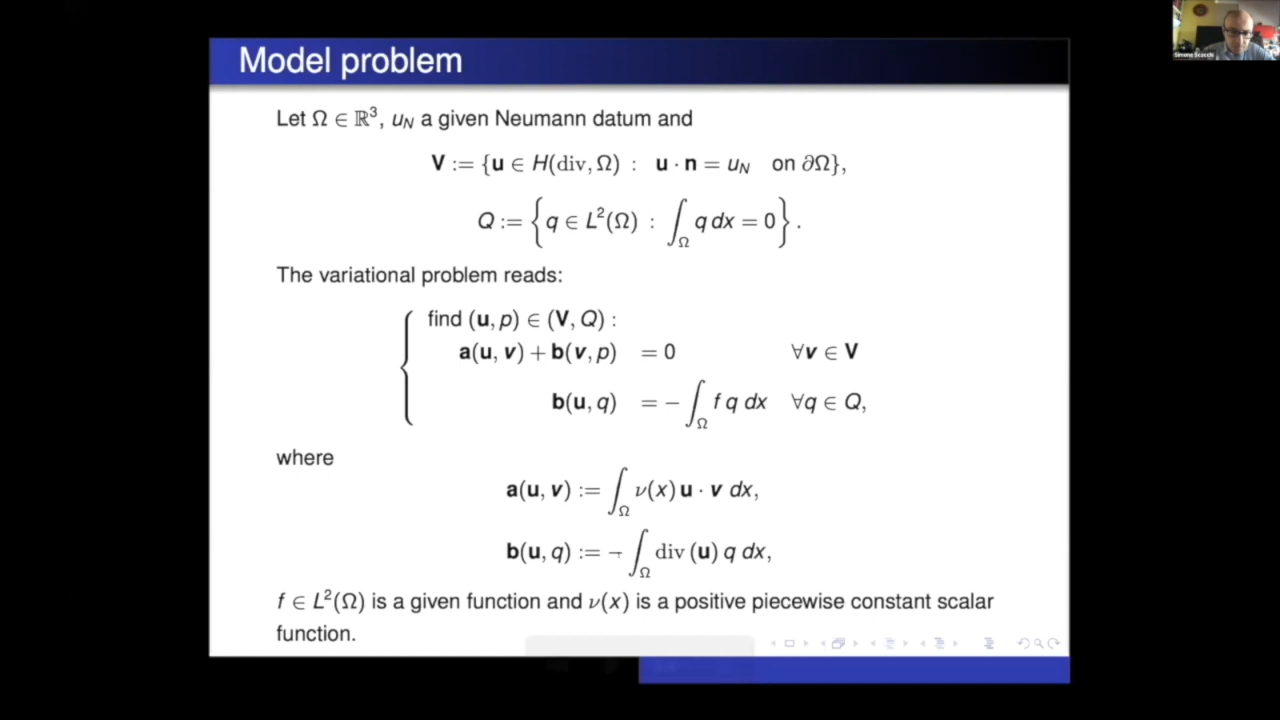 Model problem
Simone Scacchi
Let Ω ∈ ℝ³, u_N a given Neumann datum and
V := {u ∈ H(div, Ω) : u · n = u_N on ∂Ω},
Q := { q ∈ L²(Ω) : ∫_Ω q dx = 0 } .
The variational problem reads:
find (u, p) ∈ (V, Q) :
a(u, v) + b(v, p) = 0 ∀v ∈ V
b(u, q) = − ∫_Ω f q dx ∀q ∈ Q,
where
a(u, v) := ∫_Ω ν(x) u · v dx,
b(u, q) := − ∫_Ω div (u) q dx,
f ∈ L²(Ω) is a given function and ν(x) is a positive piecewise constant scalar
function.